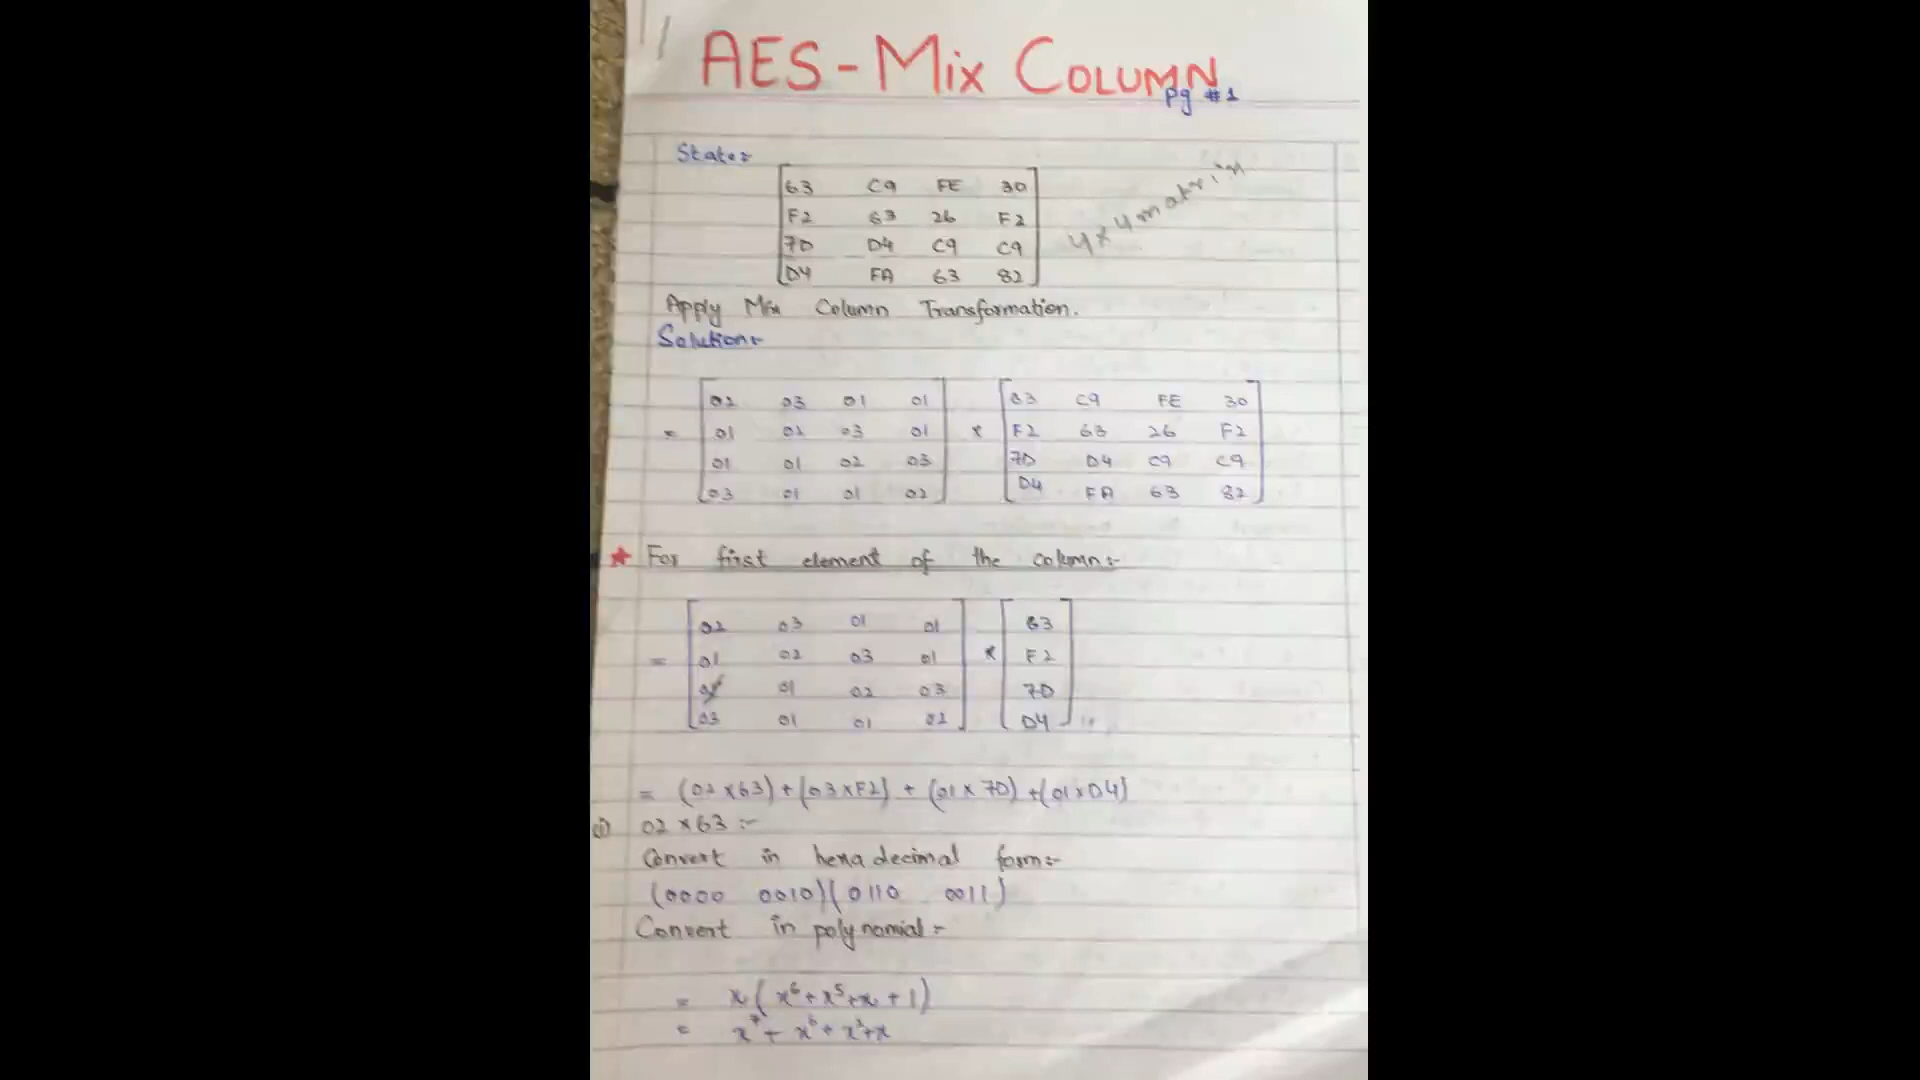 AES - Mix COLUMN
pg #1
State:-
63 C9 FE 30
F2 63 26 F2
7D D4 C9 C9
D4 FA 63 82
4x4 matrix
Apply Mix Column Transformation.
Solution:-
02 03 01 01 63 C9 FE 30
= 01 02 03 01 * F2 63 26 F2
01 01 02 03 7D D4 C9 C9
03 01 01 02 D4 FA 63 82
★ For first element of the column:-
02 03 01 01 63
= 01 02 03 01 * F2
01 02 03 7D
03 01 01 02 D4
= (02 x 63) + (03 x F2) + (01 x 7D) + (01 x D4)
(i) 02 x 63 :-
Convert in hexa decimal form:-
(0000 0010)(0110 0011)
Convert in polynomial:-
= x(x⁶+x⁵+x+1)
= x⁷+x⁶+x²+x